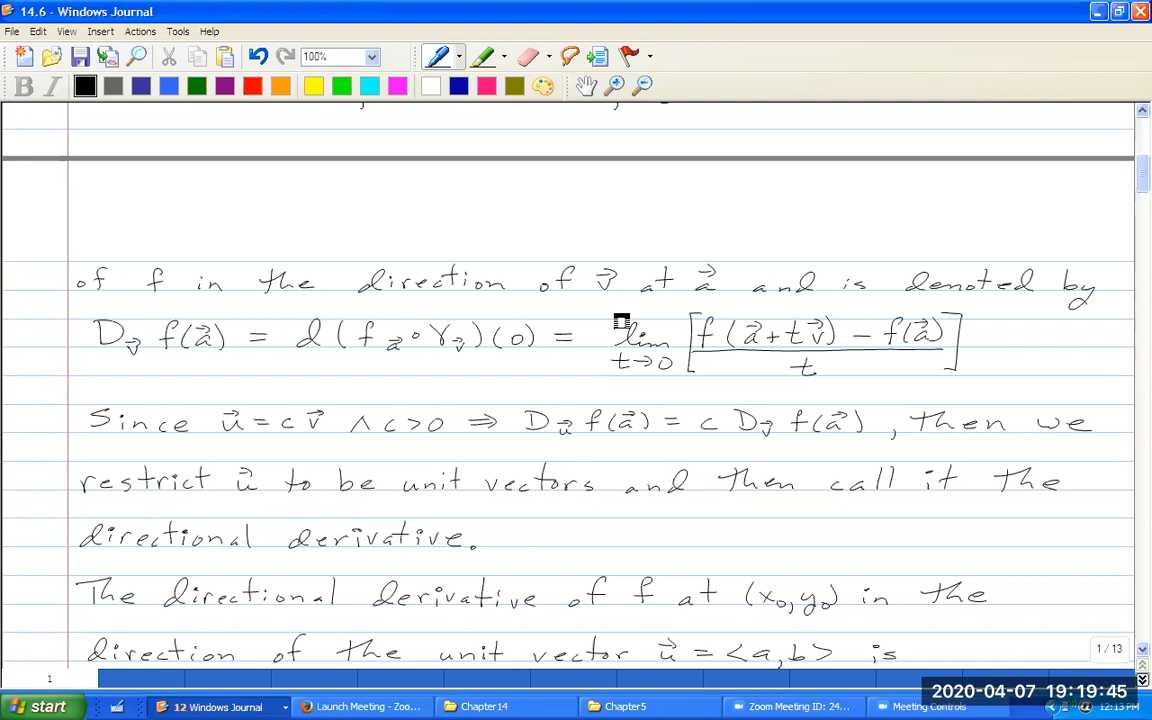 14.6 - Windows Journal
File Edit View Insert Actions Tools Help
100%
B I
of f in the direction of v⃗ at a⃗ and is denoted by
D_v⃗ f(a⃗) = d(f_a⃗ ∘ γ_v⃗)(0) = lim_{t→0} [ (f(a⃗+tv⃗) − f(a⃗)) / t ]
Since u⃗ = c v⃗ ∧ c>0 ⇒ D_u⃗ f(a⃗) = c D_v⃗ f(a⃗), then we
restrict u⃗ to be unit vectors and then call it the
directional derivative.
The directional derivative of f at (x₀,y₀) in the
direction of the unit vector u⃗ = <a,b> is
1 / 13
1
2020-04-07 19:19:45
start 12 Windows Journal Launch Meeting - Zoo... Chapter14 Chapter5 Zoom Meeting ID: 24... Meeting Controls 12:13 PM